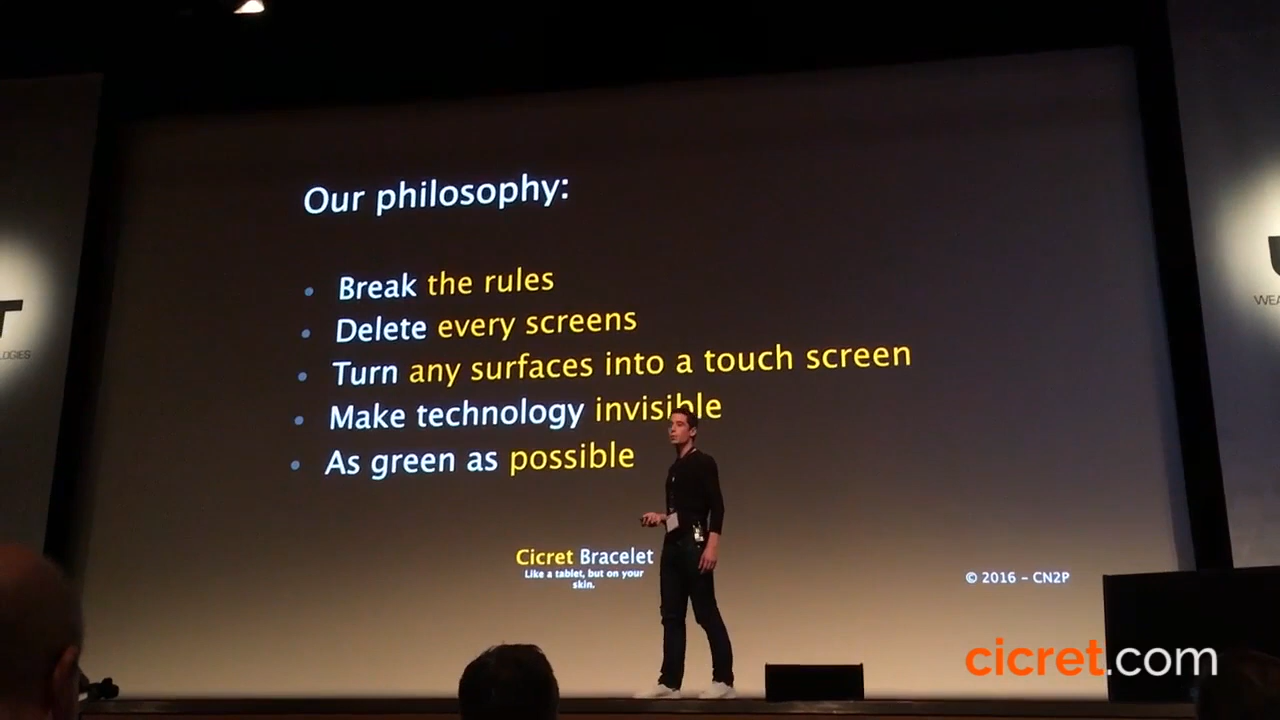 Our philosophy:
• Break the rules
• Delete every screens
• Turn any surfaces into a touch screen
• Make technology invisible
• As green as possible
Cicret Bracelet
Like a tablet, but on your
skin.
© 2016 - CN2P
cicret.com